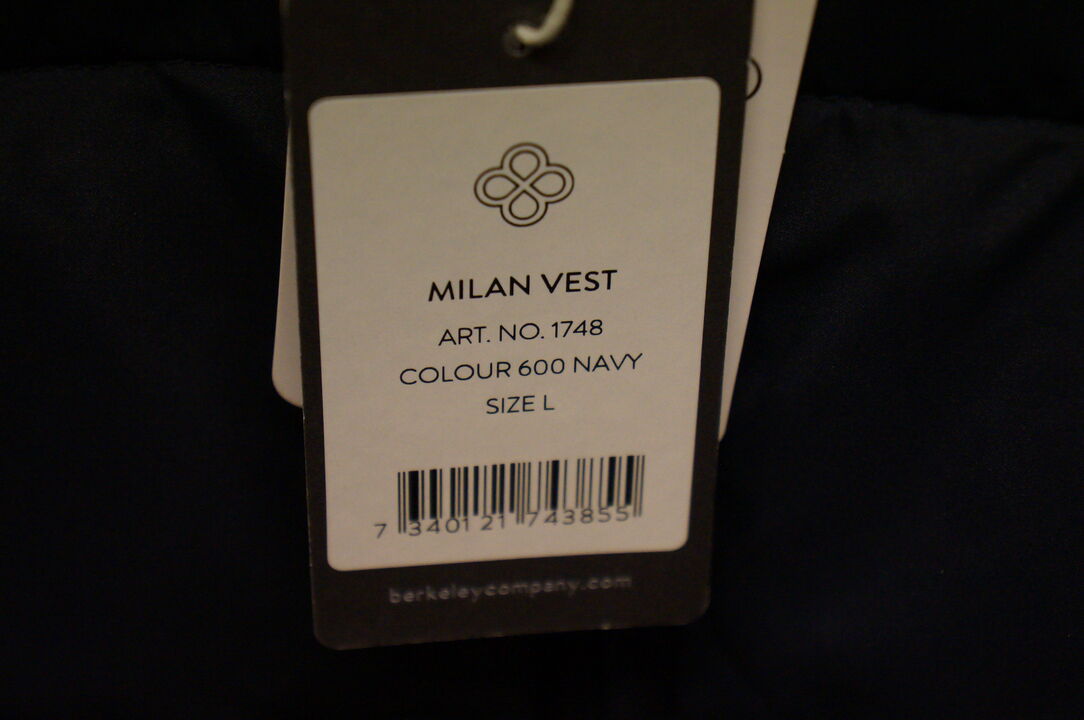 MILAN VEST
ART. NO. 1748
COLOUR 600 NAVY
SIZE L
7 340121 743855
berkeleycompany.com